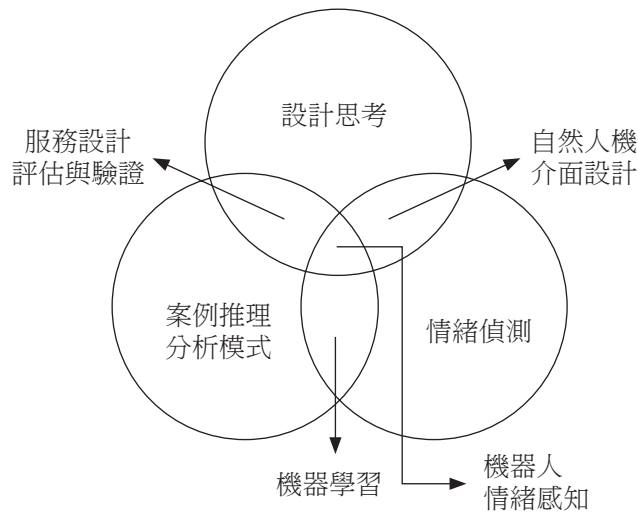 設計思考
服務設計
評估與驗證
自然人機
介面設計
案例推理
分析模式
情緒偵測
機器學習
機器人
情緒感知